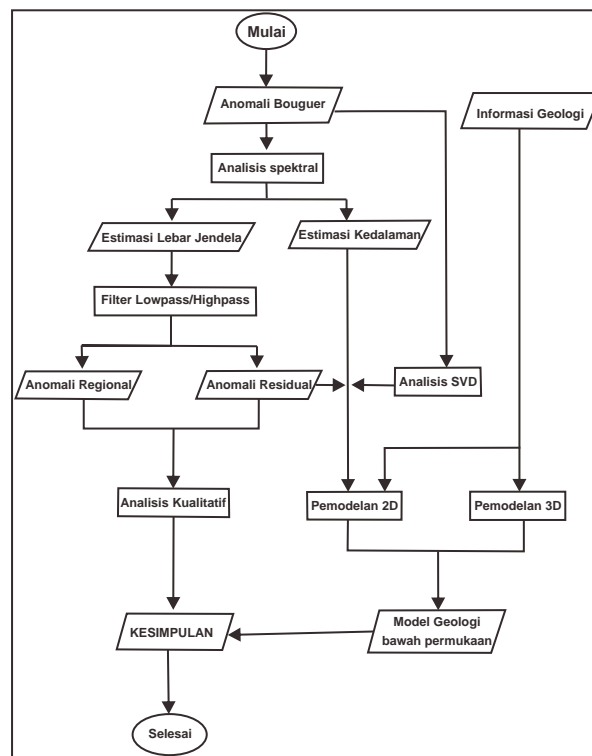 Mulai
Anomali Bouguer
Informasi Geologi
Analisis spektral
Estimasi Lebar Jendela
Estimasi Kedalaman
Filter Lowpass/Highpass
Anomali Regional
Anomali Residual
Analisis SVD
Analisis Kualitatif
Pemodelan 2D
Pemodelan 3D
KESIMPULAN
Model Geologi
bawah permukaan
Selesai